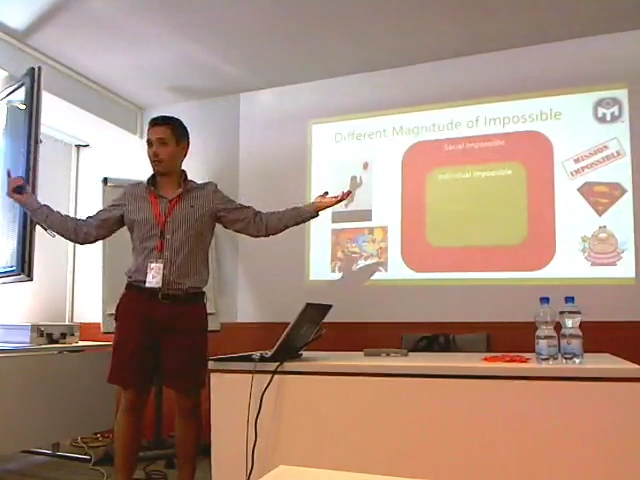 Different Magnitude of Impossible
Social Impossible
Individual Impossible
MISSION:
IMPOSSIBLE